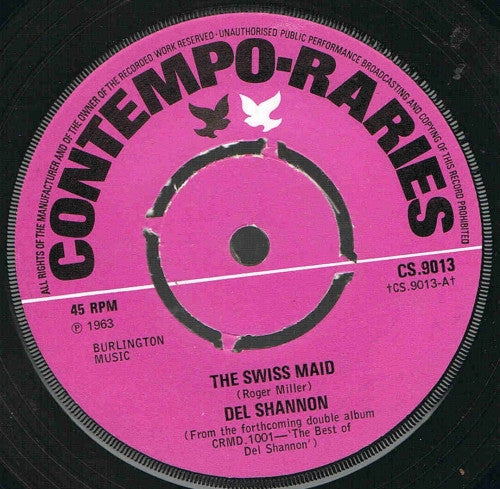 ALL RIGHTS OF THE MANUFACTURER AND OF THE OWNER OF THE RECORDED WORK RESERVED-UNAUTHORISED PUBLIC PERFORMANCE BROADCASTING AND COPYING OF THIS RECORD PROHIBITED
CONTEMPO-RARIES
CS.9013
†CS.9013-A†
45 RPM
℗ 1963
BURLINGTON
MUSIC
THE SWISS MAID
(Roger Miller)
DEL SHANNON
(From the forthcoming double album
CRMD.1001—'The Best of
Del Shannon')